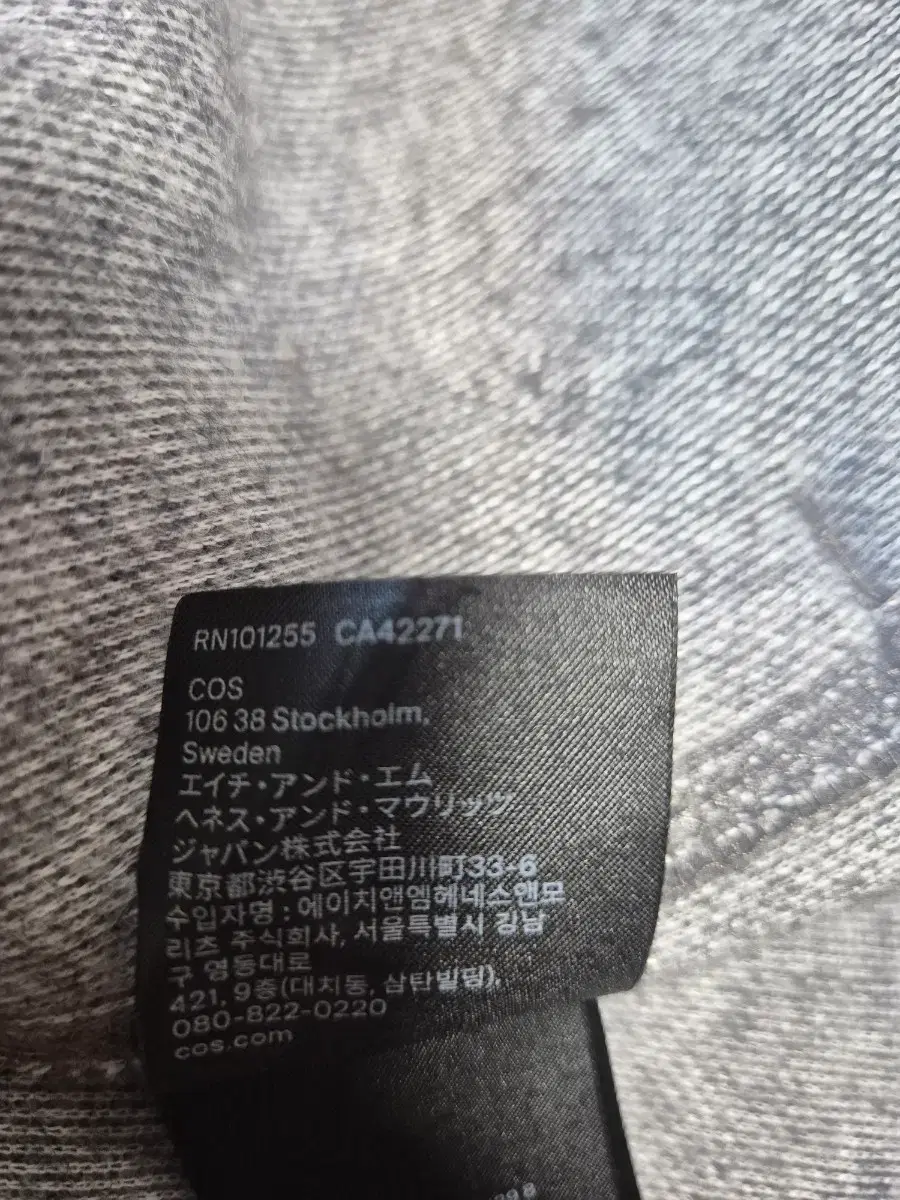 RN101255 CA42271
COS
106 38 Stockholm,
Sweden
エイチ・アンド・エム
ヘネス・アンド・マウリッツ
ジャパン株式会社
東京都渋谷区宇田川町33-6
수입자명 : 에이치앤엠헤네스앤모
리츠 주식회사, 서울특별시 강남
구 영동대로
421, 9층(대치동, 삼탄빌딩),
080-822-0220
cos.com